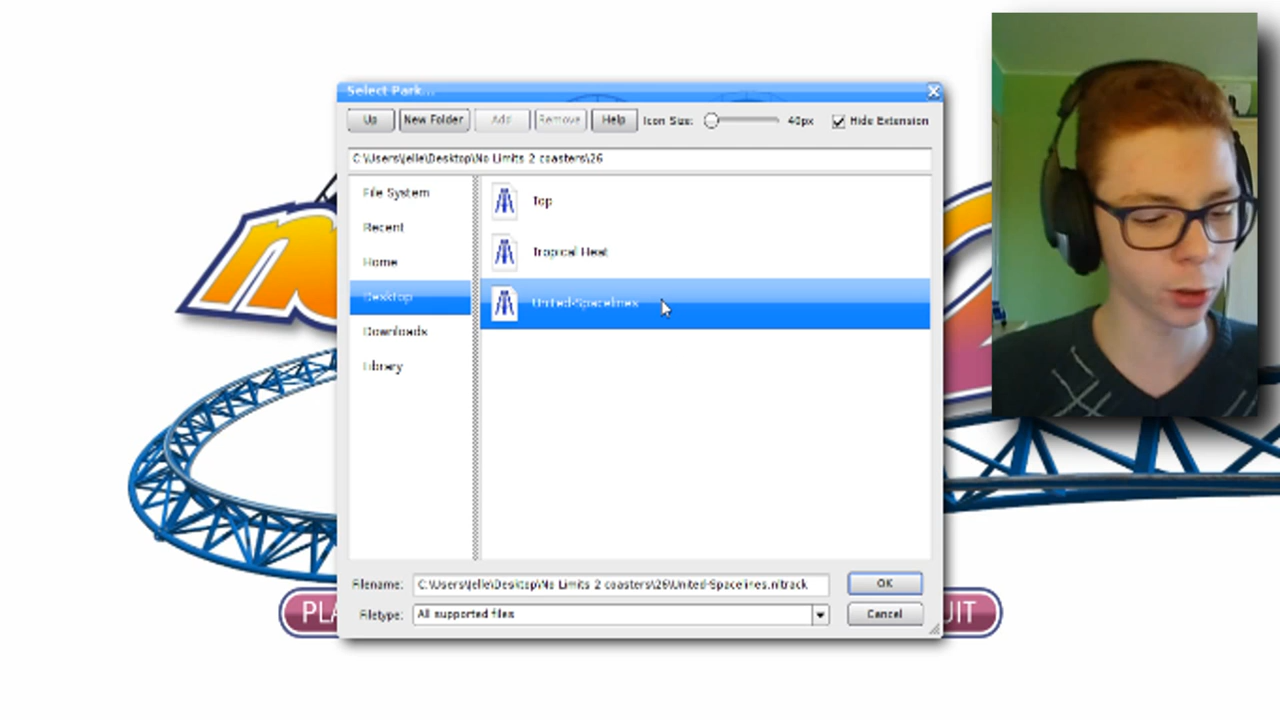 Select Park...
Up New Folder Add Remove Help Icon Size: 40px Hide Extension
C:\Users\Jelle\Desktop\No Limits 2 coasters\26
File System
Recent
Home
Desktop
Downloads
Library
Top
Tropical Heat
United-Spacelines
Filename: C:\Users\Jelle\Desktop\No Limits 2 coasters\26\United-Spacelines.nltrack OK
Filetype: All supported files Cancel
PLA
UIT